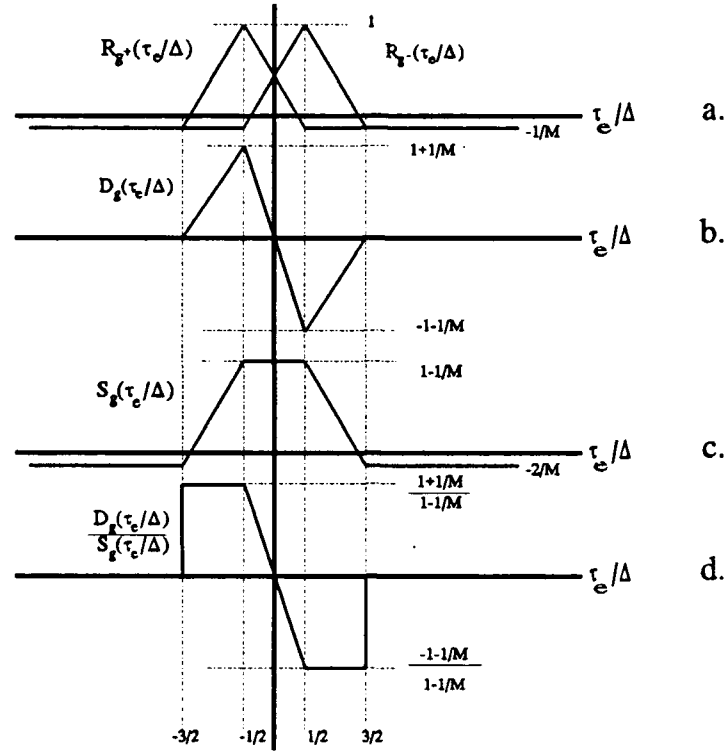 1
R_g+(τ_e/Δ) R_g-(τ_e/Δ)
τ_e/Δ a.
-1/M
1+1/M
D_g(τ_e/Δ)
τ_e/Δ b.
-1-1/M
1-1/M
S_g(τ_e/Δ)
τ_e/Δ c.
-2/M
1+1/M
1-1/M
D_g(τ_e/Δ)
S_g(τ_e/Δ)
τ_e/Δ d.
-1-1/M
1-1/M
-3/2 -1/2 1/2 3/2